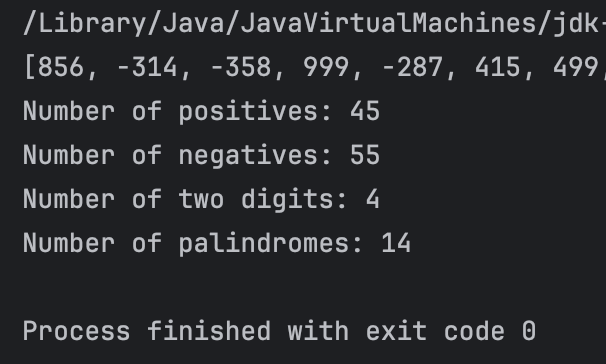 /Library/Java/JavaVirtualMachines/jdk-
[856, -314, -358, 999, -287, 415, 499,
Number of positives: 45
Number of negatives: 55
Number of two digits: 4
Number of palindromes: 14
Process finished with exit code 0